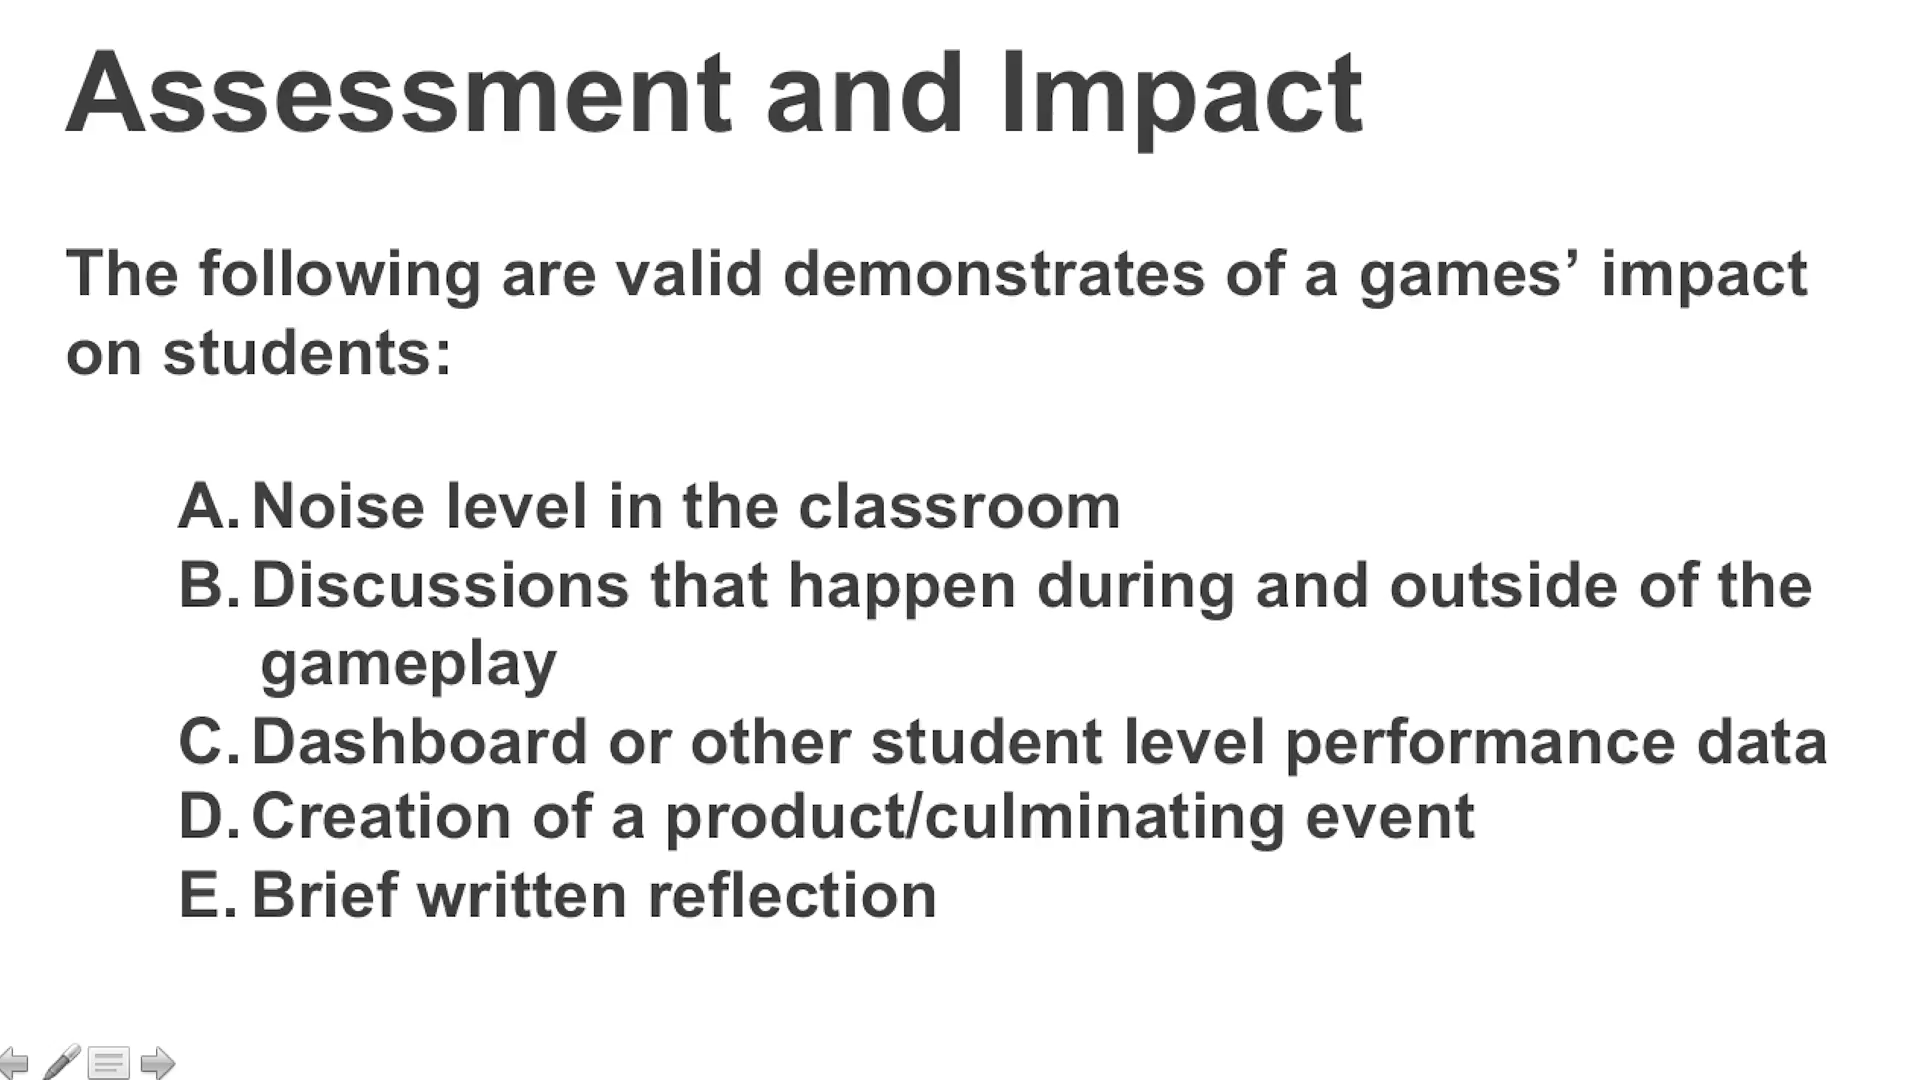 Assessment and Impact
The following are valid demonstrates of a games’ impact
on students:
A. Noise level in the classroom
B. Discussions that happen during and outside of the
gameplay
C. Dashboard or other student level performance data
D. Creation of a product/culminating event
E. Brief written reflection